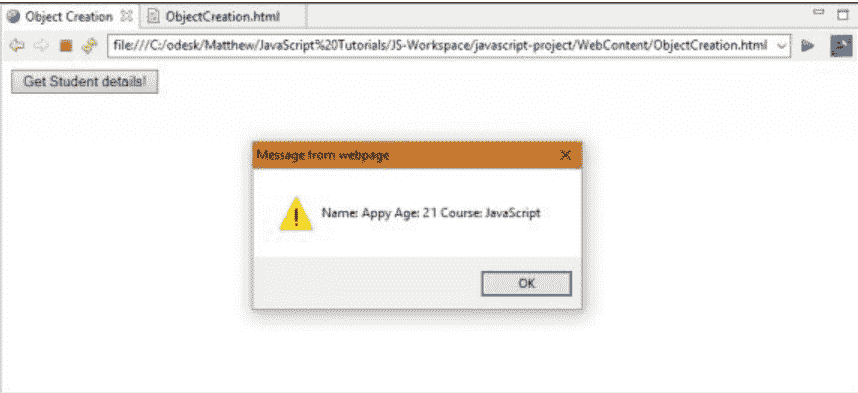 Object Creation
ObjectCreation.html
file:///C:/odesk/Matthew/JavaScript%20Tutorials/JS-Workspace/javascript-project/WebContent/ObjectCreation.html
Get Student details!
Message from webpage
Name: Appy Age: 21 Course: JavaScript
OK